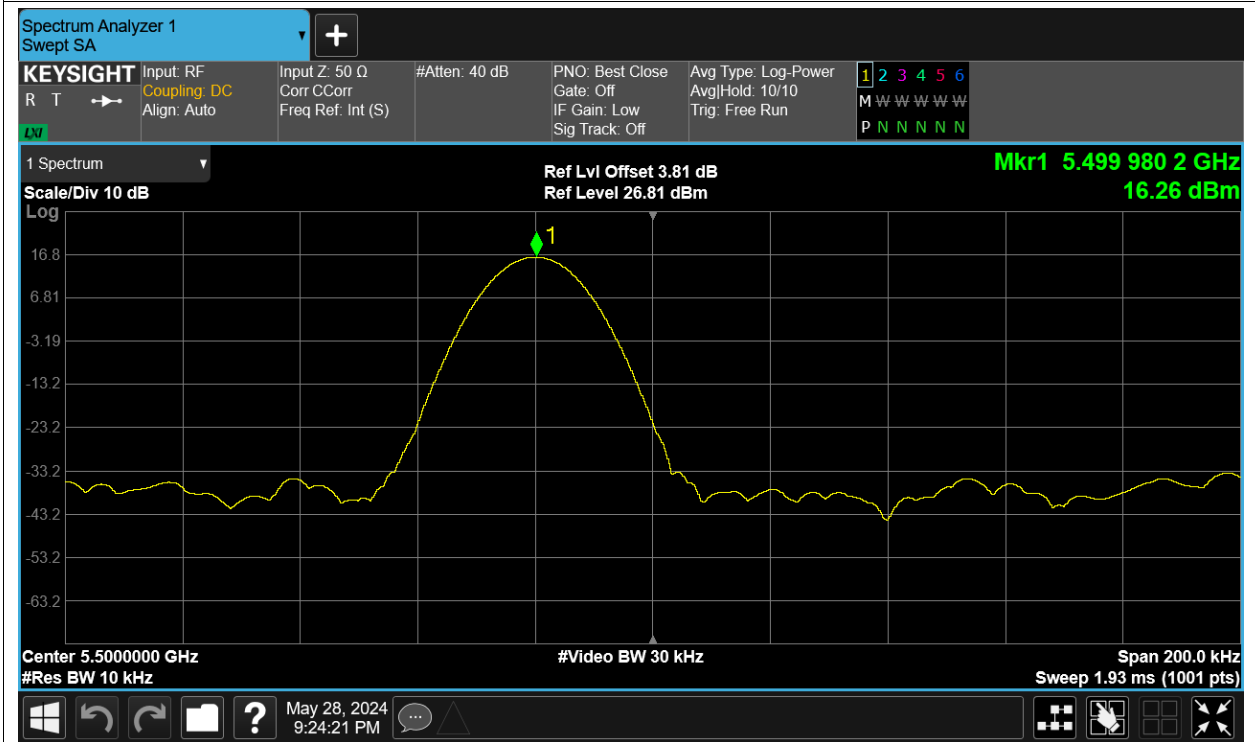 Spectrum Analyzer 1
Swept SA
KEYSIGHT
R T
LXI
Input: RF
Coupling: DC
Align: Auto
Input Z: 50 Ω
Corr CCorr
Freq Ref: Int (S)
#Atten: 40 dB
PNO: Best Close
Gate: Off
IF Gain: Low
Sig Track: Off
Avg Type: Log-Power
Avg|Hold: 10/10
Trig: Free Run
1 2 3 4 5 6
M W W W W W
P N N N N N
1 Spectrum
Scale/Div 10 dB
Log
Ref Lvl Offset 3.81 dB
Ref Level 26.81 dBm
Mkr1 5.499 980 2 GHz
16.26 dBm
1
16.8
6.81
-3.19
-13.2
-23.2
-33.2
-43.2
-53.2
-63.2
Center 5.5000000 GHz
#Video BW 30 kHz
Span 200.0 kHz
#Res BW 10 kHz
Sweep 1.93 ms (1001 pts)
?
May 28, 2024
9:24:21 PM